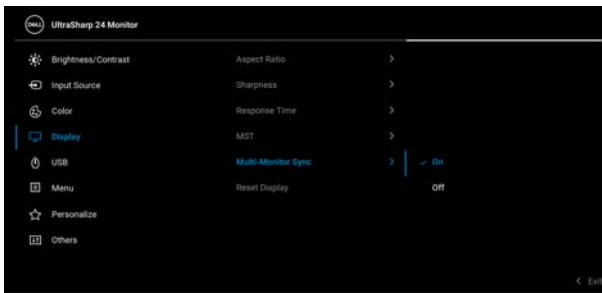 DELL UltraSharp 24 Monitor
Brightness/Contrast Aspect Ratio
Input Source Sharpness
Color Response Time
Display MST
USB Multi-Monitor Sync On
Menu Reset Display Off
Personalize
Others
Exit